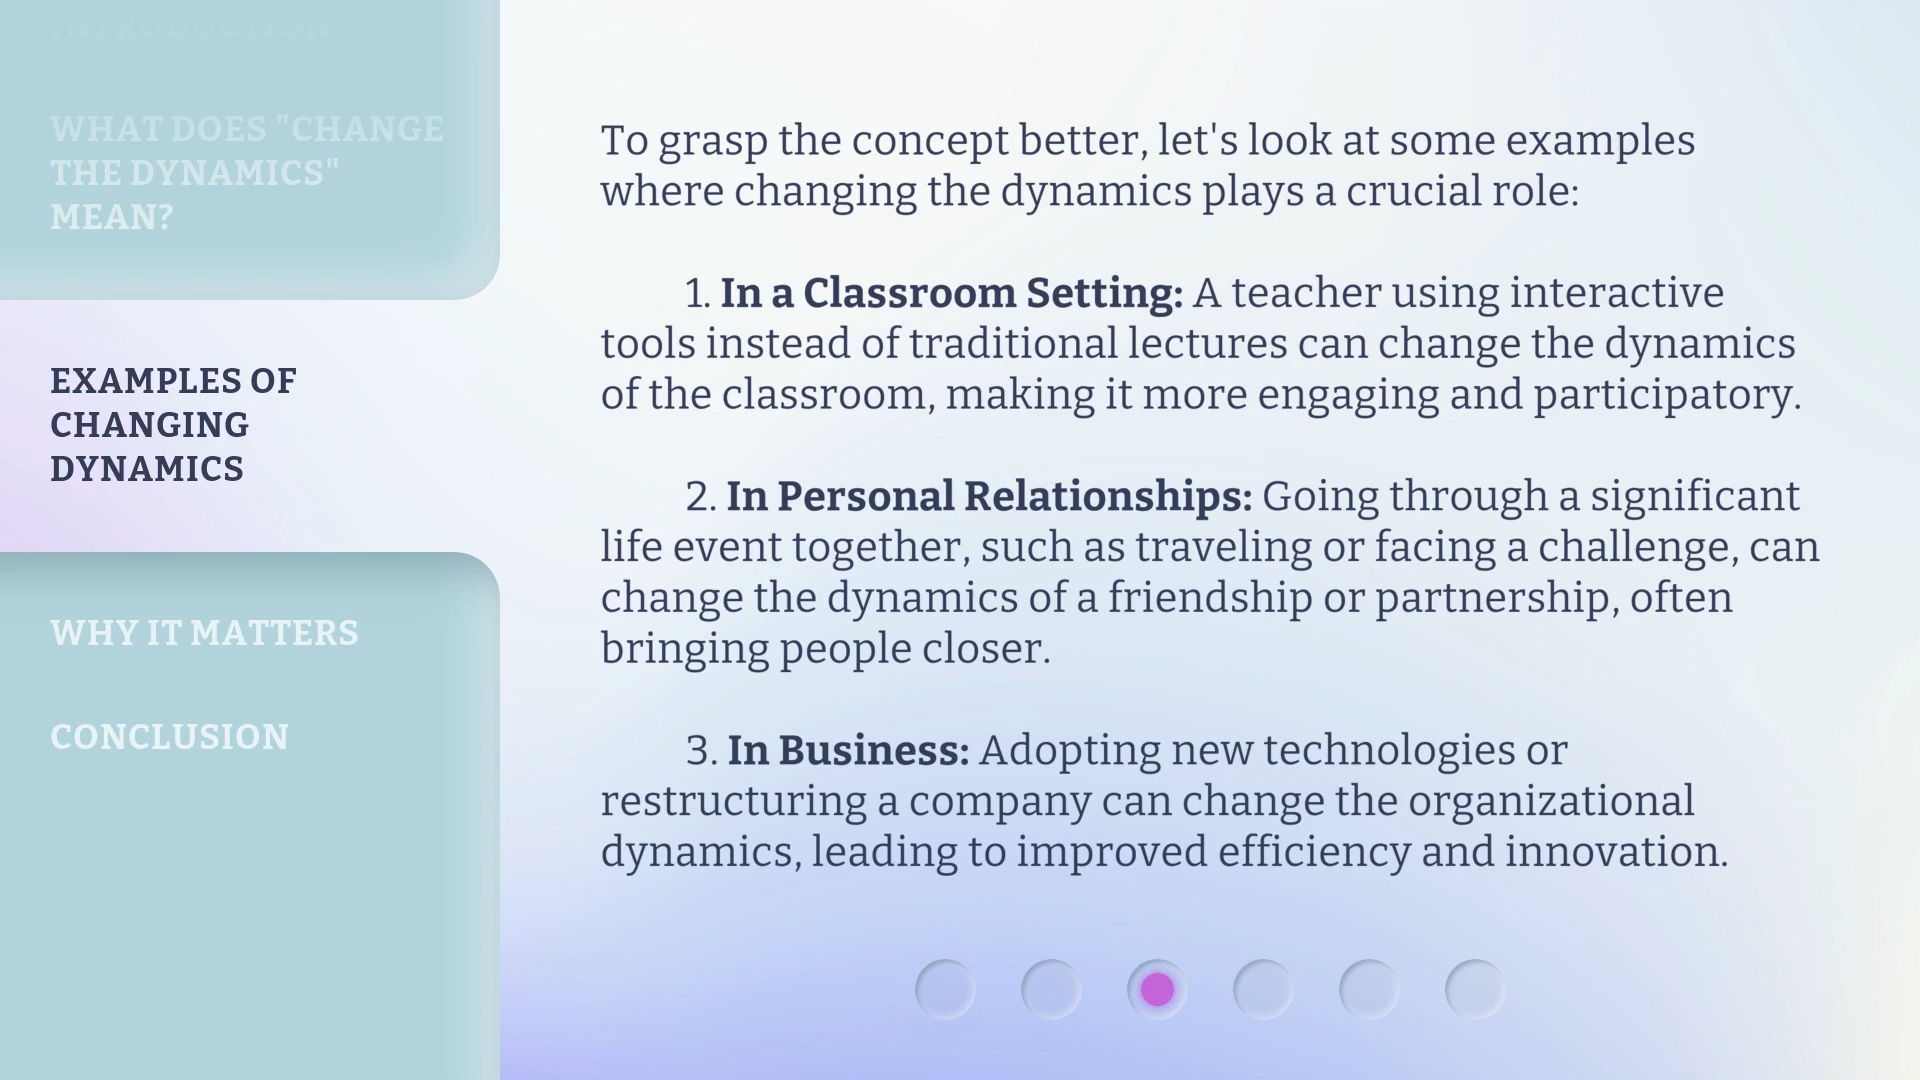 INTRODUCTION
WHAT DOES "CHANGE
THE DYNAMICS"
MEAN?
EXAMPLES OF
CHANGING
DYNAMICS
WHY IT MATTERS
CONCLUSION
To grasp the concept better, let's look at some examples
where changing the dynamics plays a crucial role:
1. In a Classroom Setting: A teacher using interactive
tools instead of traditional lectures can change the dynamics
of the classroom, making it more engaging and participatory.
2. In Personal Relationships: Going through a significant
life event together, such as traveling or facing a challenge, can
change the dynamics of a friendship or partnership, often
bringing people closer.
3. In Business: Adopting new technologies or
restructuring a company can change the organizational
dynamics, leading to improved efficiency and innovation.